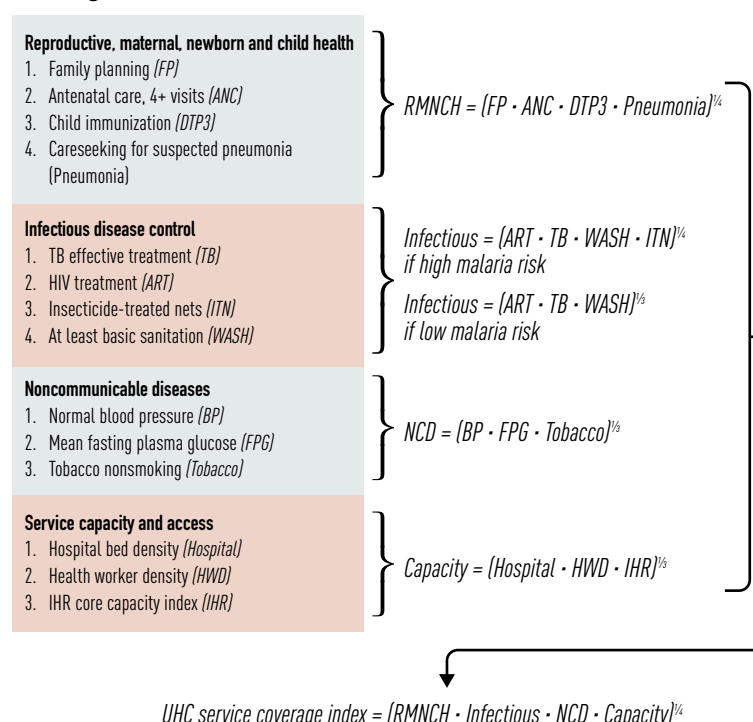 Reproductive, maternal, newborn and child health
1. Family planning (FP)
2. Antenatal care, 4+ visits (ANC)
3. Child immunization (DTP3)
4. Careseeking for suspected pneumonia
(Pneumonia)
RMNCH = (FP · ANC · DTP3 · Pneumonia)¼
Infectious disease control
1. TB effective treatment (TB)
2. HIV treatment (ART)
3. Insecticide-treated nets (ITN)
4. At least basic sanitation (WASH)
Infectious = (ART · TB · WASH · ITN)¼
if high malaria risk
Infectious = (ART · TB · WASH)⅓
if low malaria risk
Noncommunicable diseases
1. Normal blood pressure (BP)
2. Mean fasting plasma glucose (FPG)
3. Tobacco nonsmoking (Tobacco)
NCD = (BP · FPG · Tobacco)⅓
Service capacity and access
1. Hospital bed density (Hospital)
2. Health worker density (HWD)
3. IHR core capacity index (IHR)
Capacity = (Hospital · HWD · IHR)⅓
UHC service coverage index = (RMNCH · Infectious · NCD · Capacity)¼